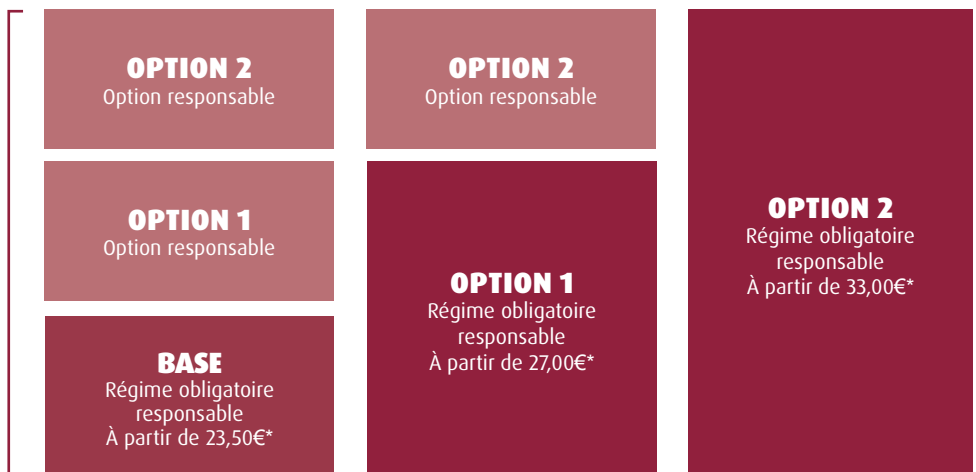 OPTION 2
Option responsable
OPTION 1
Option responsable
BASE
Régime obligatoire
responsable
À partir de 23,50€*
OPTION 2
Option responsable
OPTION 1
Régime obligatoire
responsable
À partir de 27,00€*
OPTION 2
Régime obligatoire
responsable
À partir de 33,00€*